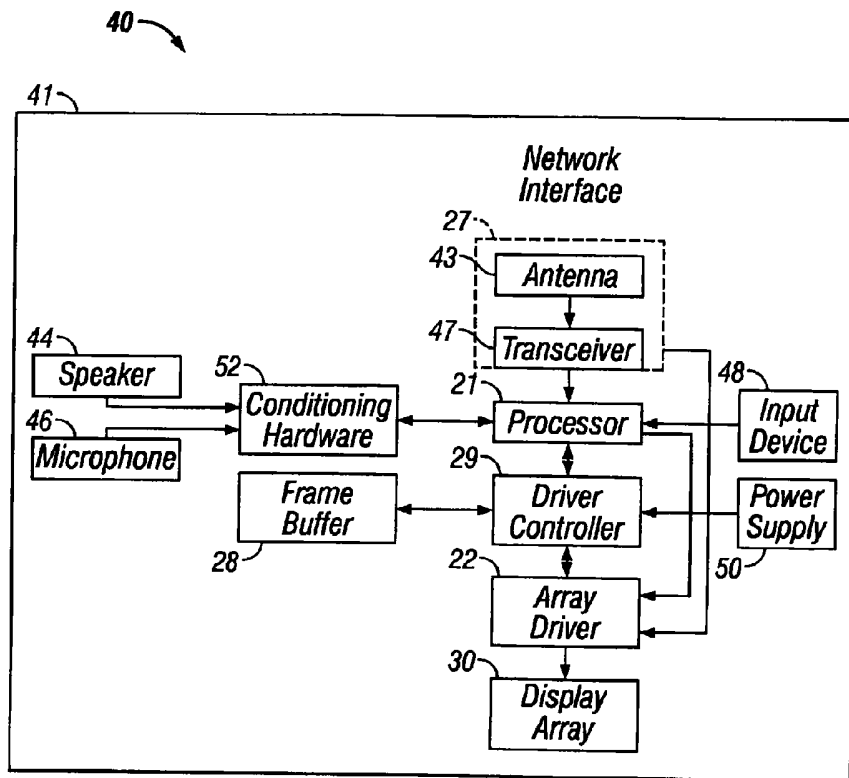 40
41
Network
Interface
27
43
Antenna
47
Transceiver
44
Speaker
52
Conditioning
Hardware
21
Processor
48
Input
Device
46
Microphone
29
Driver
Controller
Frame
Buffer
28
Power
Supply
50
22
Array
Driver
30
Display
Array